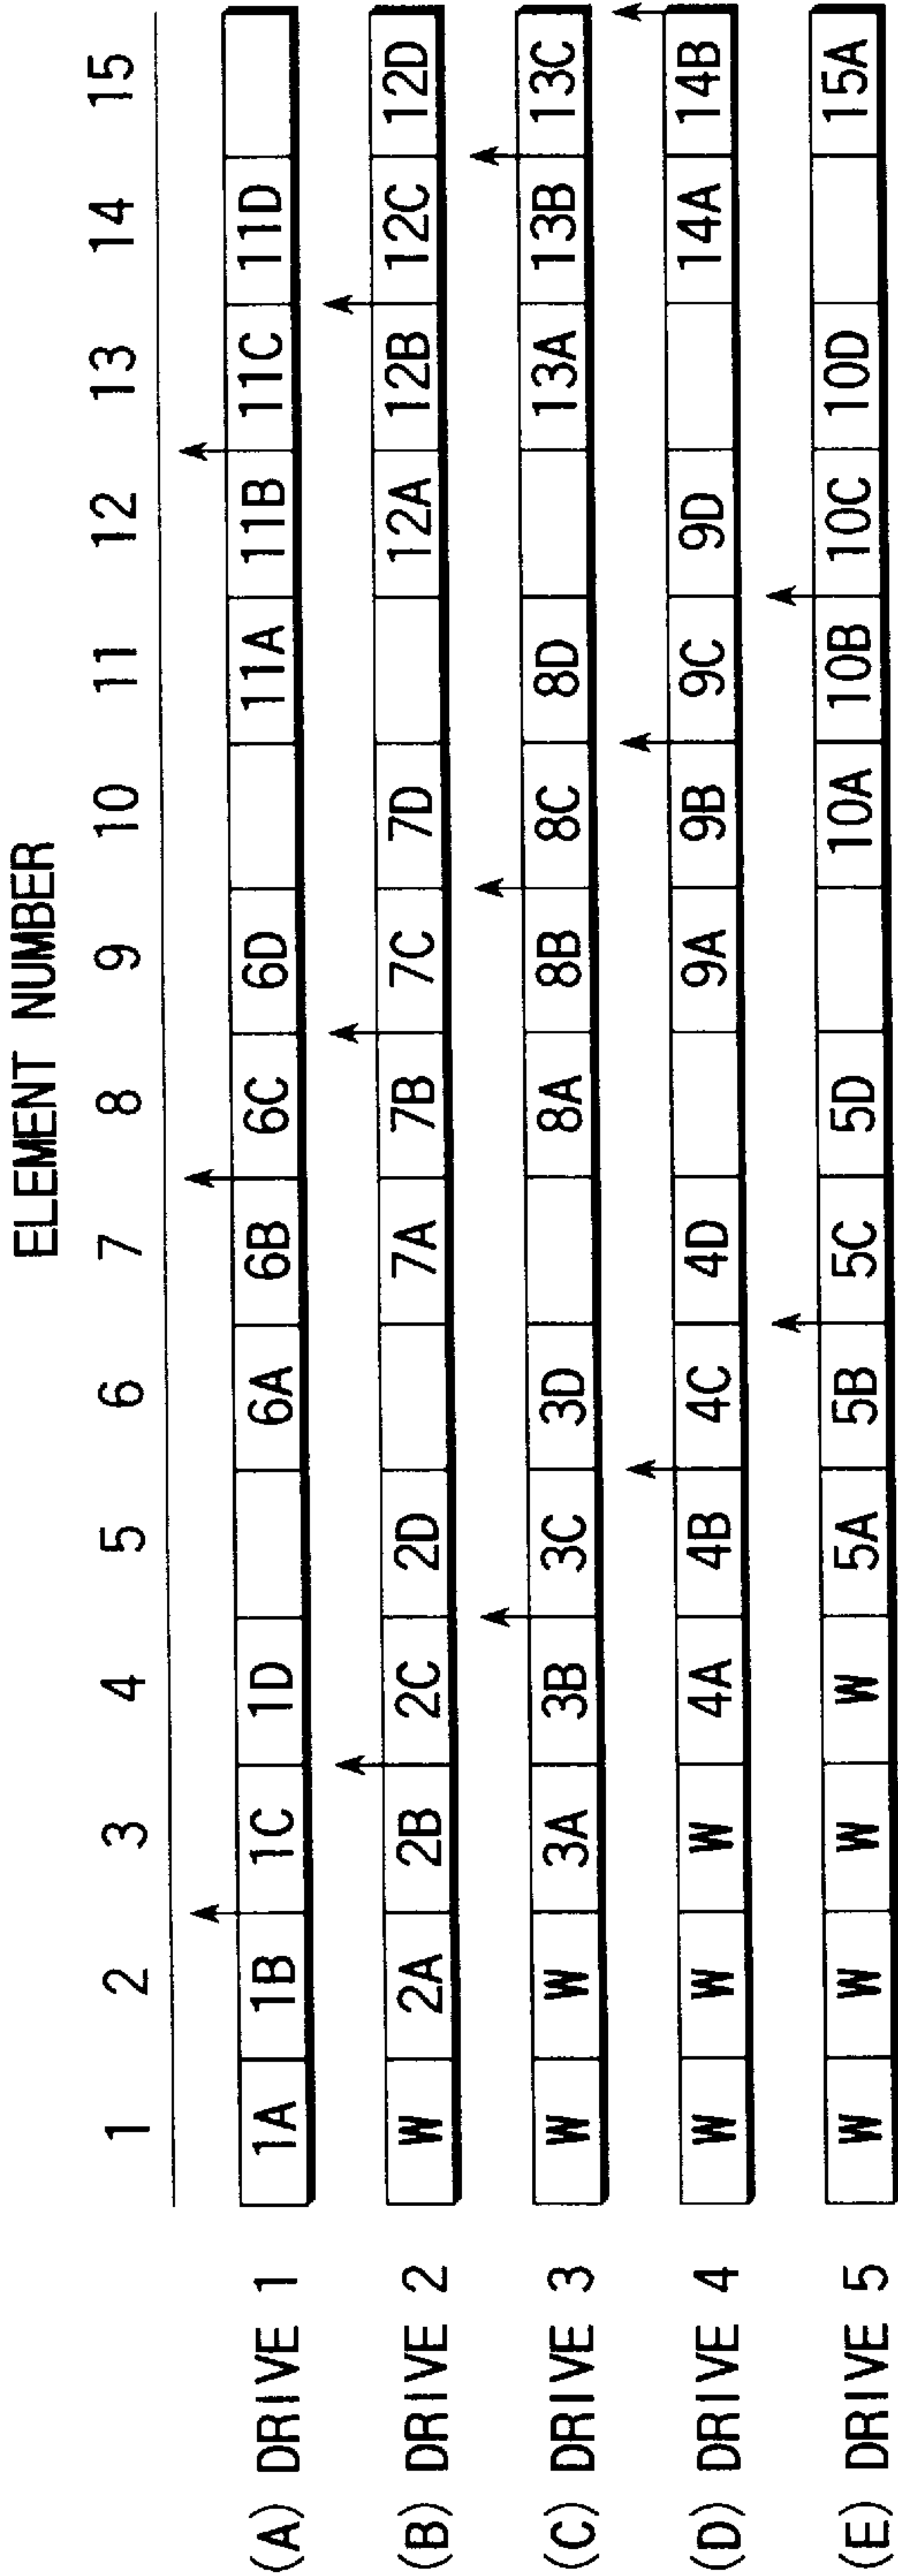 ELEMENT NUMBER
1 2 3 4 5 6 7 8 9 10 11 12 13 14 15
(A) DRIVE 1 1A 1B 1C 1D 6A 6B 6C 6D 11A 11B 11C 11D
(B) DRIVE 2 W 2A 2B 2C 2D 7A 7B 7C 7D 12A 12B 12C 12D
(C) DRIVE 3 W W 3A 3B 3C 3D 8A 8B 8C 8D 13A 13B 13C
(D) DRIVE 4 W W W 4A 4B 4C 4D 9A 9B 9C 9D 14A 14B
(E) DRIVE 5 W W W W 5A 5B 5C 5D 10A 10B 10C 10D 15A